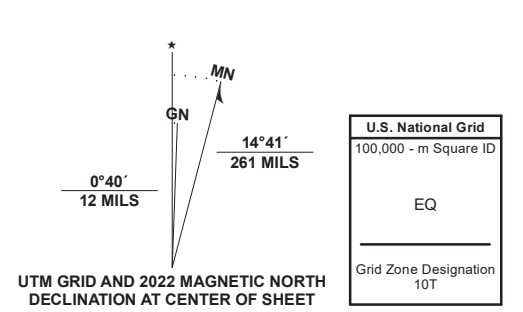 ★
MN
GN
14°41´
261 MILS
0°40´
12 MILS
UTM GRID AND 2022 MAGNETIC NORTH
DECLINATION AT CENTER OF SHEET
U.S. National Grid
100,000 - m Square ID
EQ
Grid Zone Designation
10T